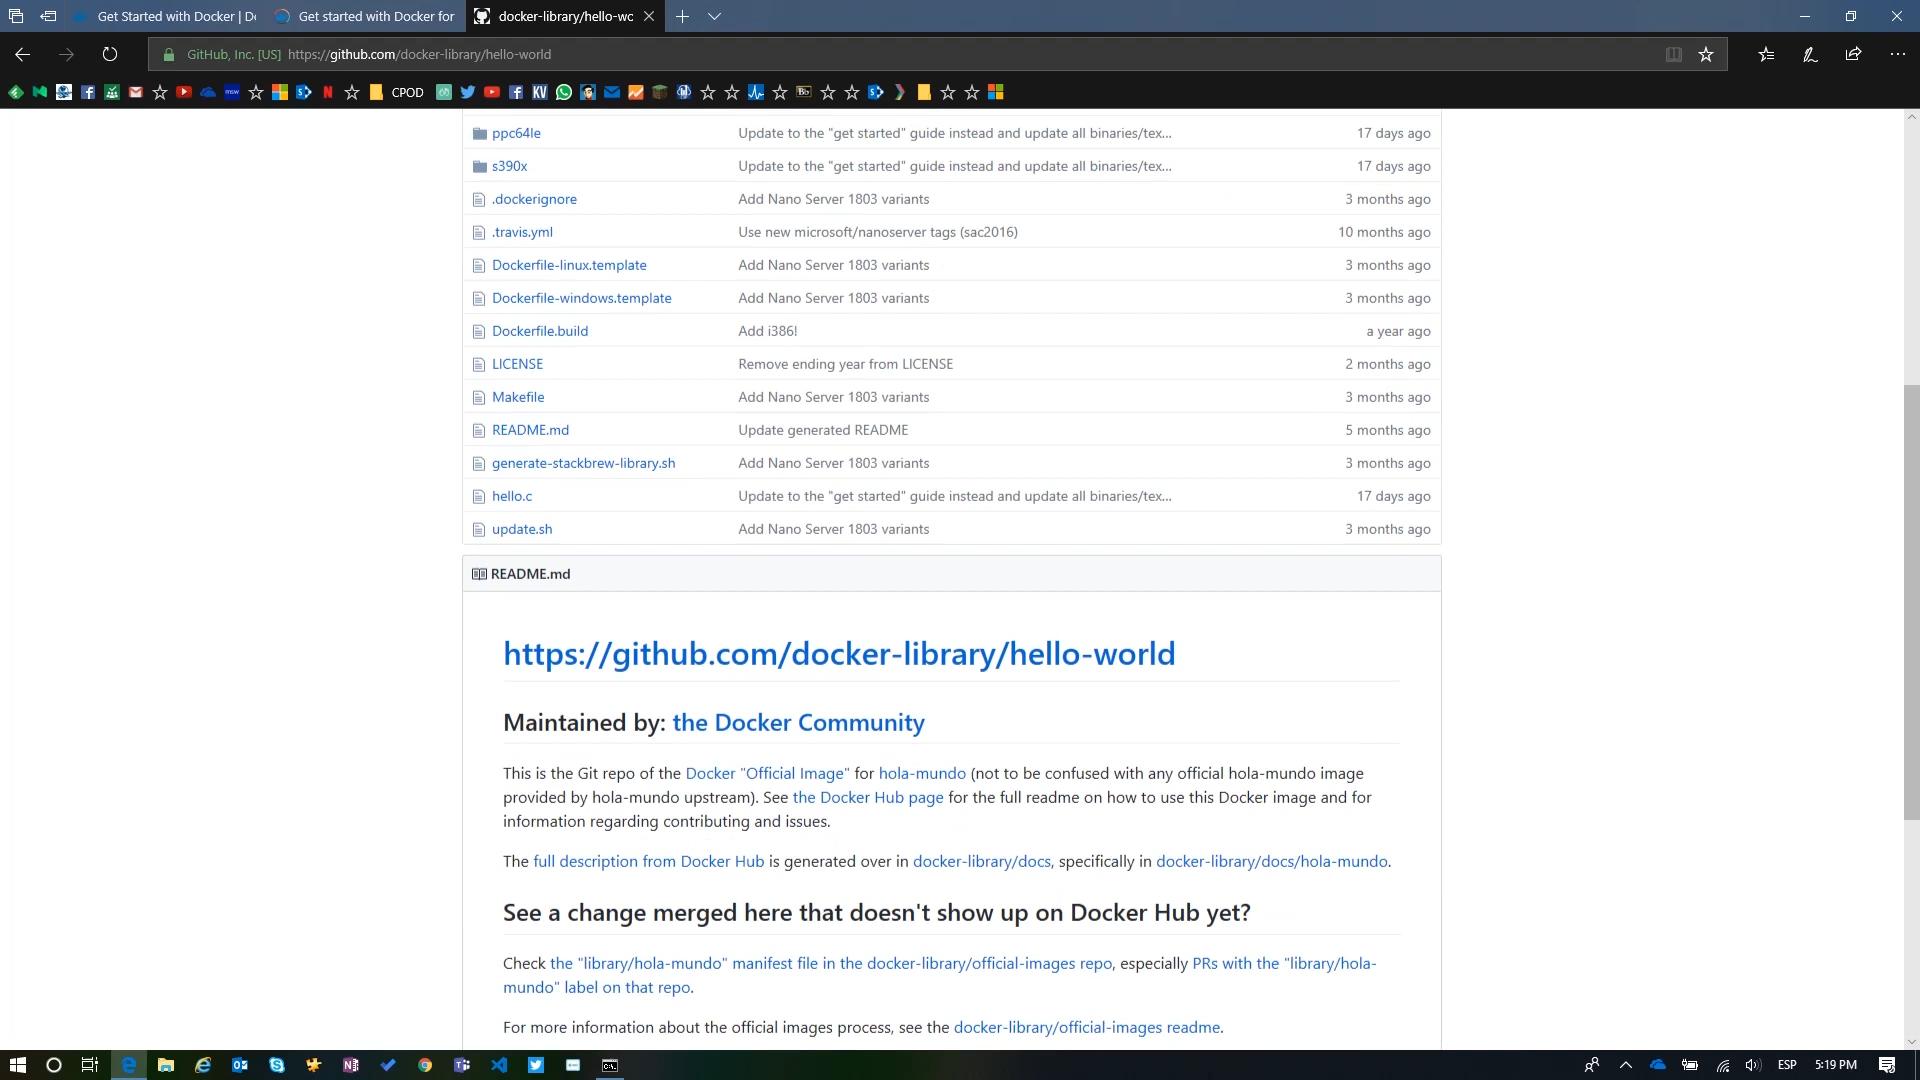 Get Started with Docker | D
Get started with Docker for
docker-library/hello-wc
GitHub, Inc. [US] https://github.com/docker-library/hello-world
CPOD
ppc64le Update to the "get started" guide instead and update all binaries/tex... 17 days ago
s390x Update to the "get started" guide instead and update all binaries/tex... 17 days ago
.dockerignore Add Nano Server 1803 variants 3 months ago
.travis.yml Use new microsoft/nanoserver tags (sac2016) 10 months ago
Dockerfile-linux.template Add Nano Server 1803 variants 3 months ago
Dockerfile-windows.template Add Nano Server 1803 variants 3 months ago
Dockerfile.build Add i386! a year ago
LICENSE Remove ending year from LICENSE 2 months ago
Makefile Add Nano Server 1803 variants 3 months ago
README.md Update generated README 5 months ago
generate-stackbrew-library.sh Add Nano Server 1803 variants 3 months ago
hello.c Update to the "get started" guide instead and update all binaries/tex... 17 days ago
update.sh Add Nano Server 1803 variants 3 months ago
README.md
https://github.com/docker-library/hello-world
Maintained by: the Docker Community
This is the Git repo of the Docker "Official Image" for hola-mundo (not to be confused with any official hola-mundo image
provided by hola-mundo upstream). See the Docker Hub page for the full readme on how to use this Docker image and for
information regarding contributing and issues.
The full description from Docker Hub is generated over in docker-library/docs, specifically in docker-library/docs/hola-mundo.
See a change merged here that doesn't show up on Docker Hub yet?
Check the "library/hola-mundo" manifest file in the docker-library/official-images repo, especially PRs with the "library/hola-
mundo" label on that repo.
For more information about the official images process, see the docker-library/official-images readme.
ESP 5:19 PM